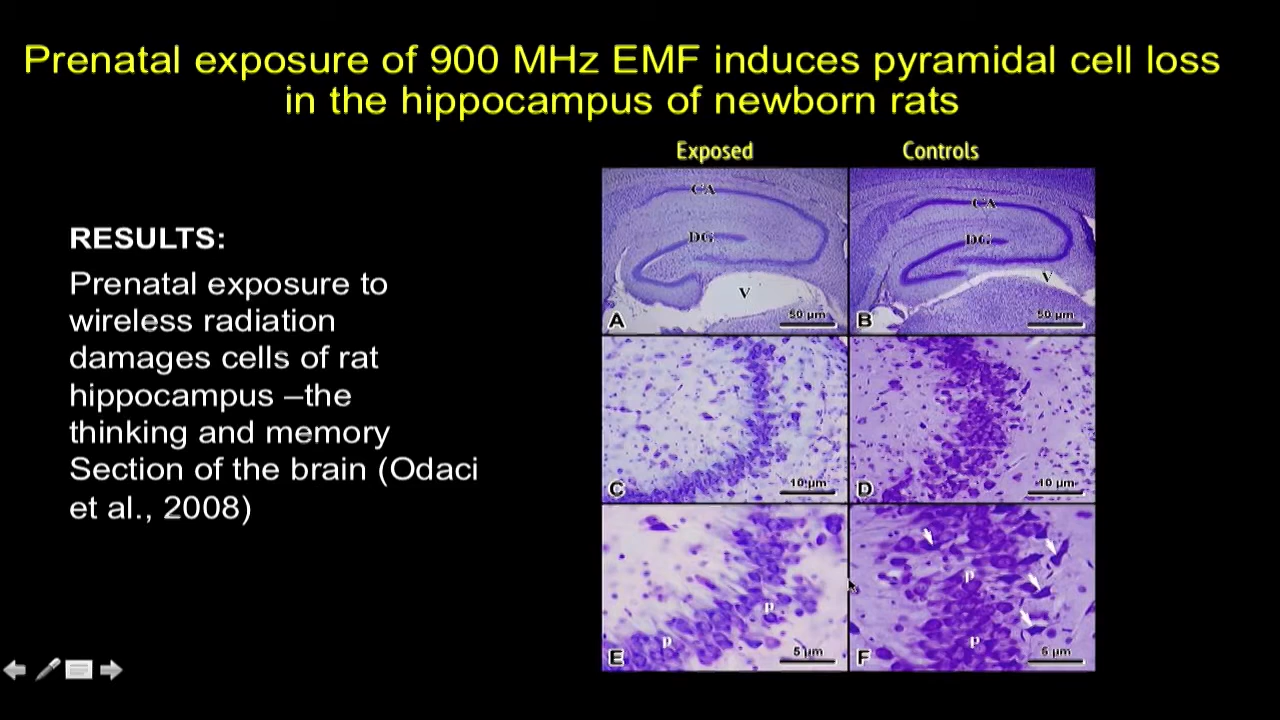 Prenatal exposure of 900 MHz EMF induces pyramidal cell loss
in the hippocampus of newborn rats
Exposed Controls
RESULTS:
Prenatal exposure to
wireless radiation
damages cells of rat
hippocampus –the
thinking and memory
Section of the brain (Odaci
et al., 2008)
CA CA
DG DG
V V
A 50 µm B 50 µm
C 10 µm D 10 µm
p p
p p
E 5 µm F 5 µm